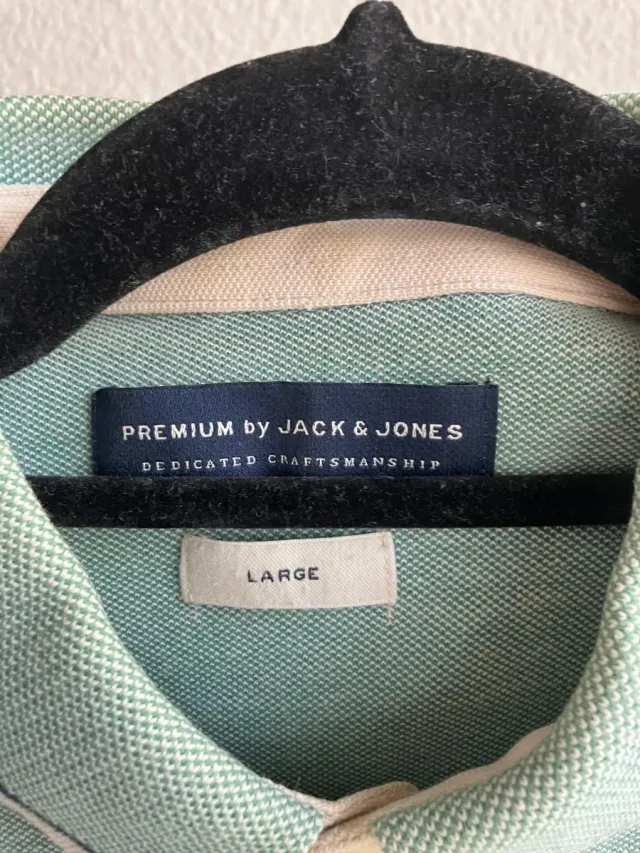 PREMIUM by JACK & JONES
DEDICATED CRAFTSMANSHIP
LARGE